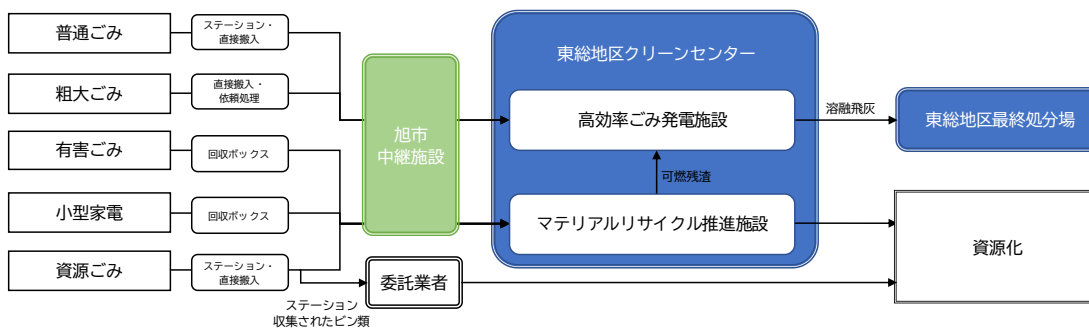 普通ごみ
ステーション・
直接搬入
粗大ごみ
直接搬入・
依頼処理
有害ごみ
回収ボックス
小型家電
回収ボックス
資源ごみ
ステーション・
直接搬入
ステーション
収集されたビン類
旭市
中継施設
委託業者
東総地区クリーンセンター
高効率ごみ発電施設
可燃残渣
マテリアルリサイクル推進施設
溶融飛灰
東総地区最終処分場
資源化